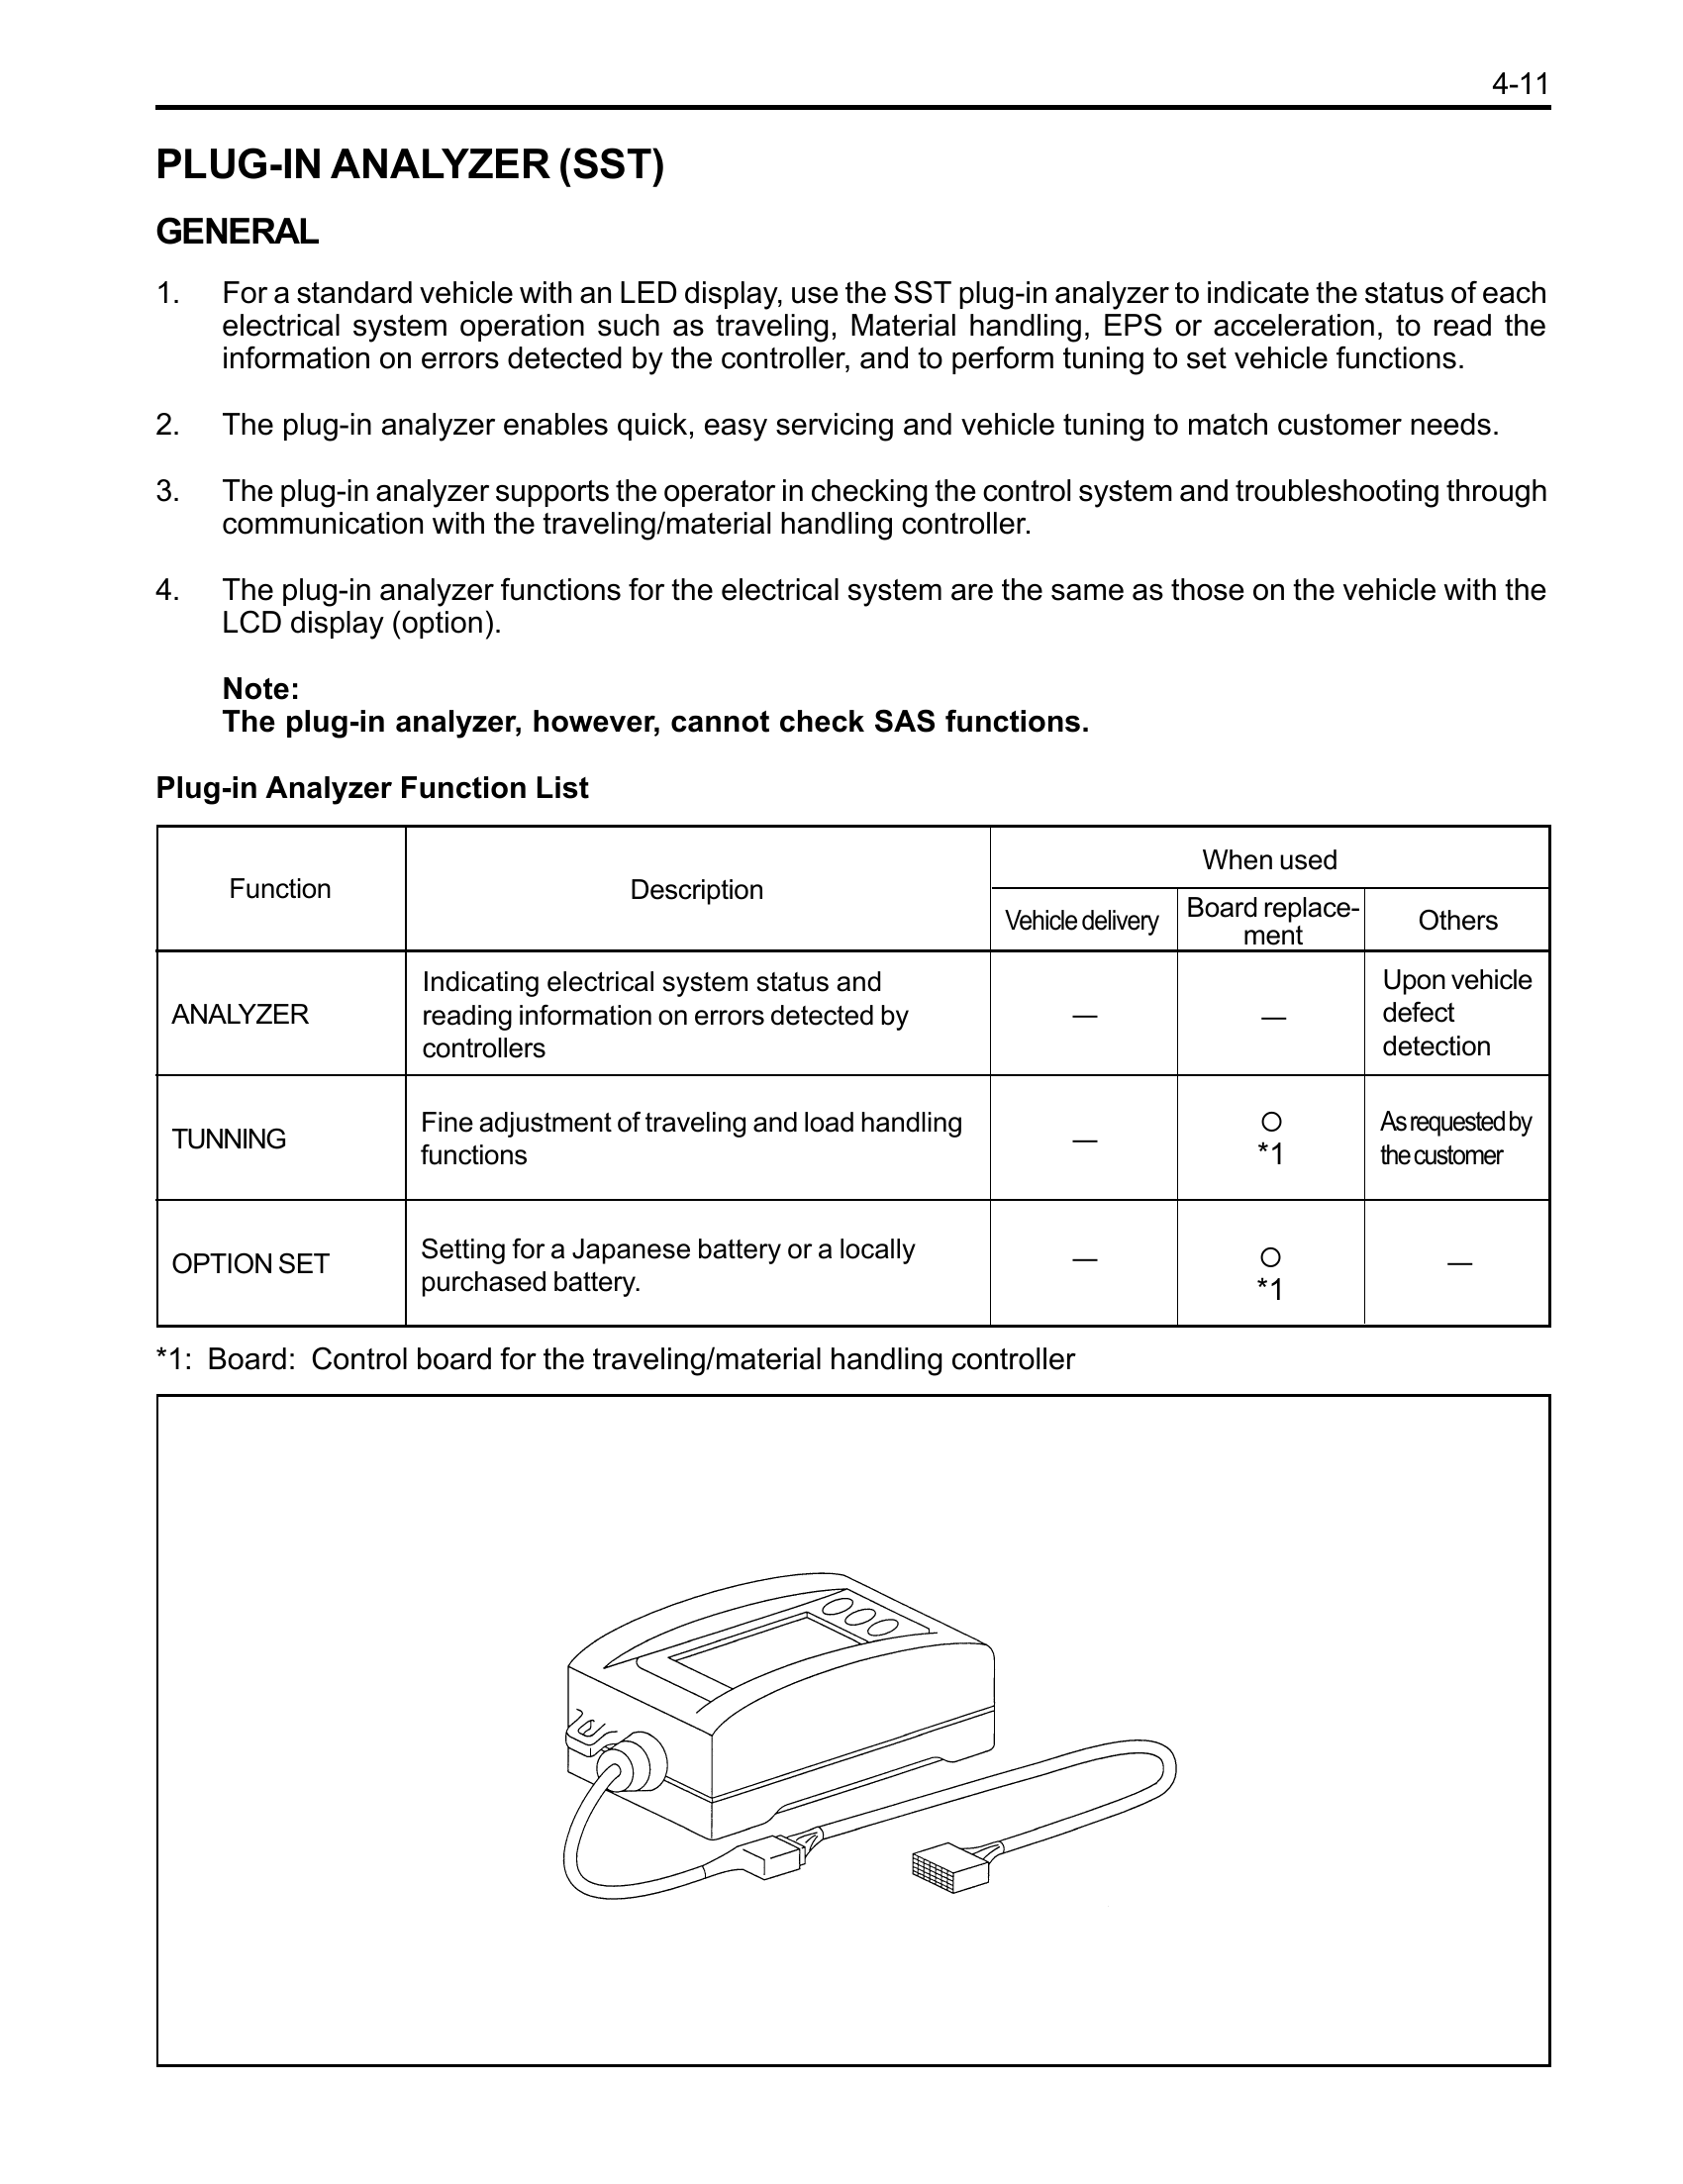 4-11
PLUG-IN ANALYZER (SST)
GENERAL
1. For a standard vehicle with an LED display, use the SST plug-in analyzer to indicate the status of each
electrical system operation such as traveling, Material handling, EPS or acceleration, to read the
information on errors detected by the controller, and to perform tuning to set vehicle functions.
2. The plug-in analyzer enables quick, easy servicing and vehicle tuning to match customer needs.
3. The plug-in analyzer supports the operator in checking the control system and troubleshooting through
communication with the traveling/material handling controller.
4. The plug-in analyzer functions for the electrical system are the same as those on the vehicle with the
LCD display (option).
Note:
The plug-in analyzer, however, cannot check SAS functions.
Plug-in Analyzer Function List
Function
Description
When used
Vehicle delivery
Board replace-
ment
Others
ANALYZER
Indicating electrical system status and
reading information on errors detected by
controllers
—
—
Upon vehicle
defect
detection
TUNNING
Fine adjustment of traveling and load handling
functions
—
○
*1
As requested by
the customer
OPTION SET
Setting for a Japanese battery or a locally
purchased battery.
—
○
*1
—
*1: Board: Control board for the traveling/material handling controller